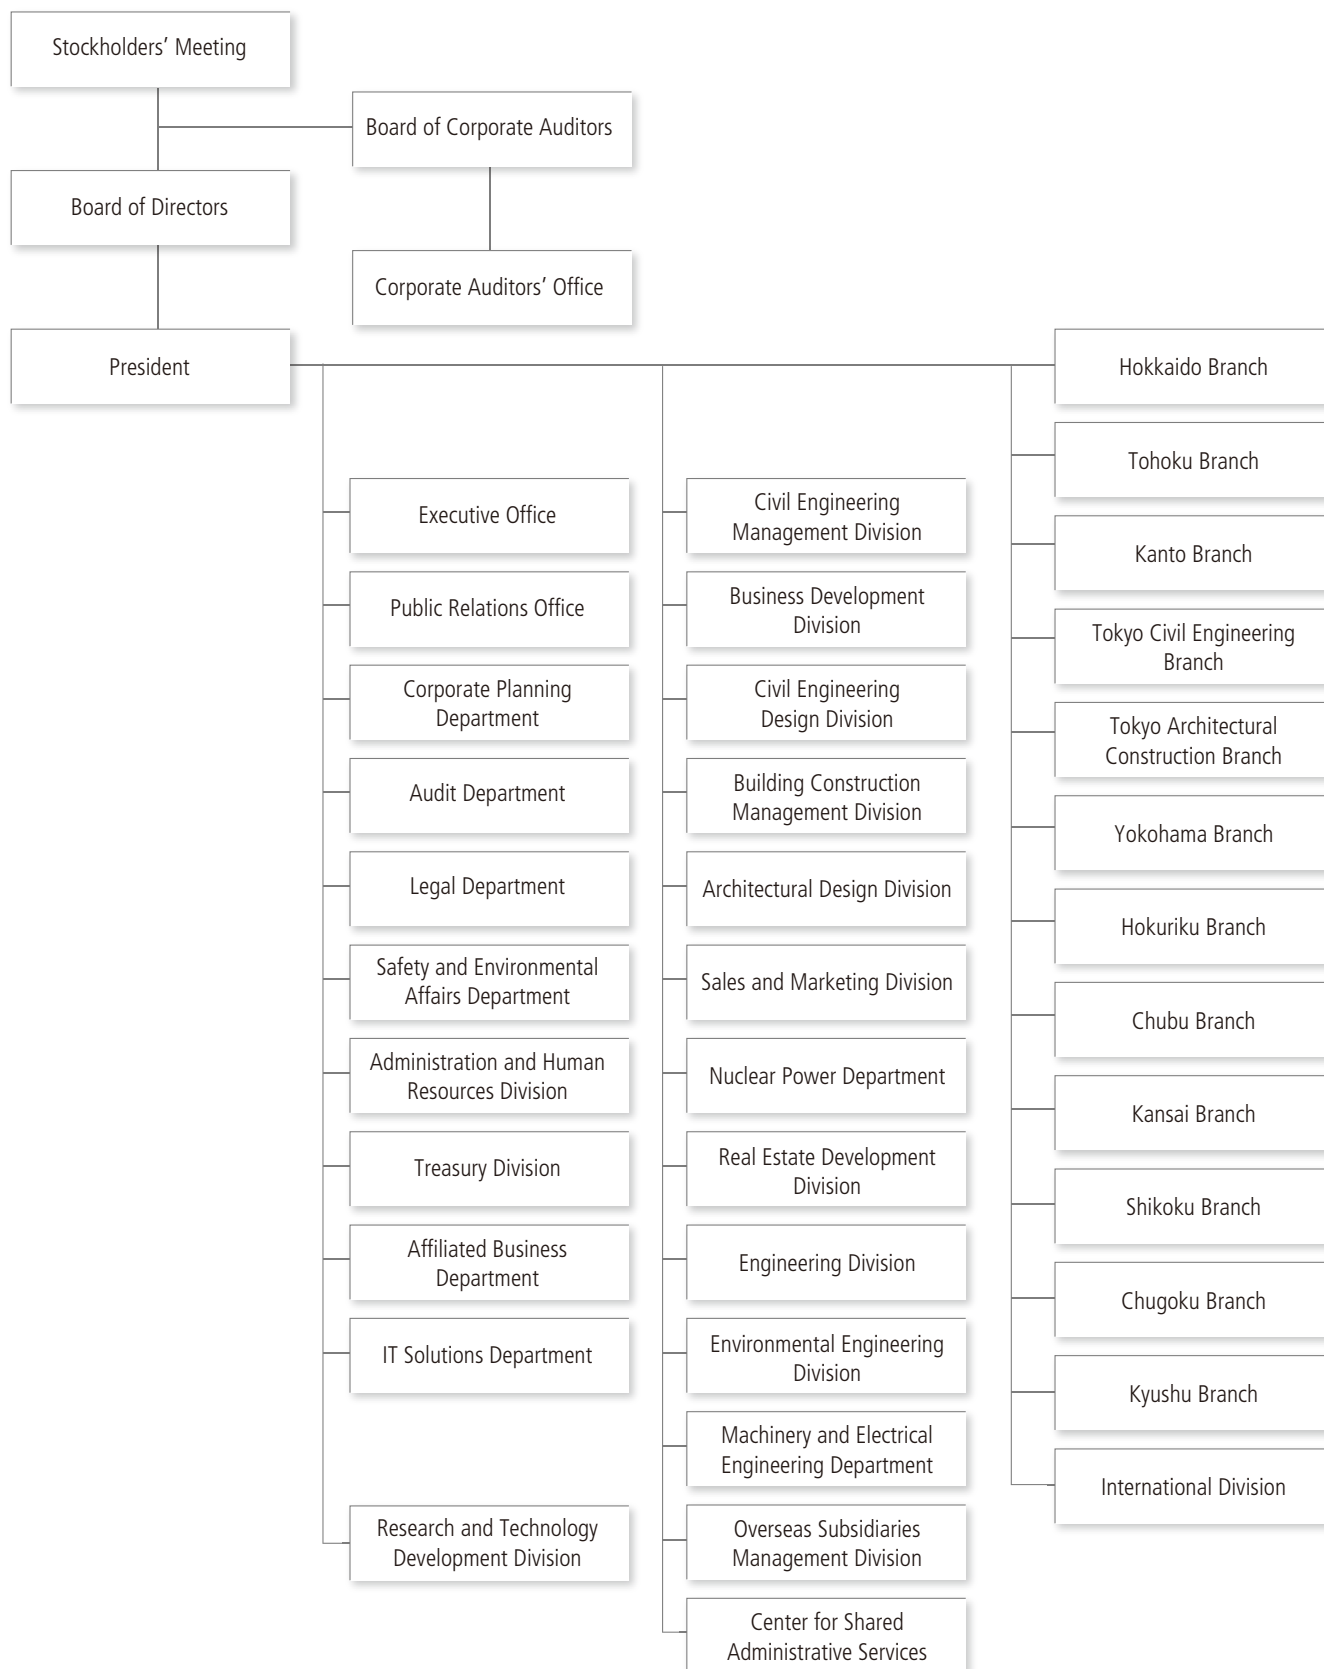 Stockholders’ Meeting
Board of Corporate Auditors
Board of Directors
Corporate Auditors’ Office
President
Executive Office
Public Relations Office
Corporate Planning
Department
Audit Department
Legal Department
Safety and Environmental
Affairs Department
Administration and Human
Resources Division
Treasury Division
Affiliated Business
Department
IT Solutions Department
Research and Technology
Development Division
Civil Engineering
Management Division
Business Development
Division
Civil Engineering
Design Division
Building Construction
Management Division
Architectural Design Division
Sales and Marketing Division
Nuclear Power Department
Real Estate Development
Division
Engineering Division
Environmental Engineering
Division
Machinery and Electrical
Engineering Department
Overseas Subsidiaries
Management Division
Center for Shared
Administrative Services
Hokkaido Branch
Tohoku Branch
Kanto Branch
Tokyo Civil Engineering
Branch
Tokyo Architectural
Construction Branch
Yokohama Branch
Hokuriku Branch
Chubu Branch
Kansai Branch
Shikoku Branch
Chugoku Branch
Kyushu Branch
International Division